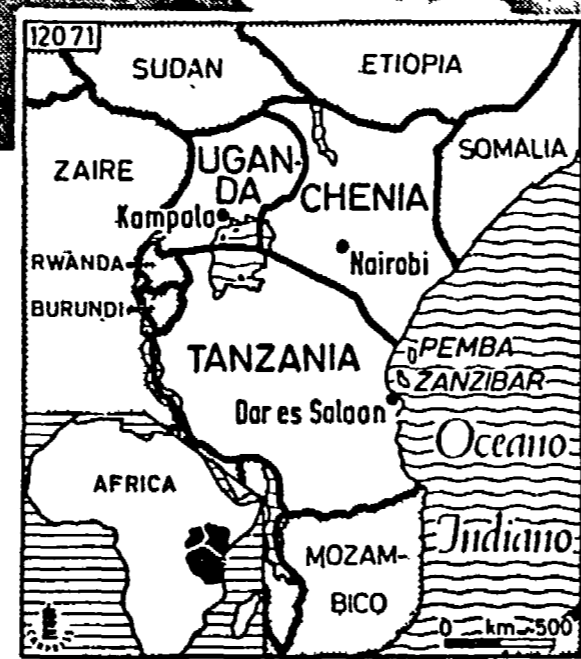 12071
SUDAN
ETIOPIA
SOMALIA
ZAIRE
UGAN-
DA
CHENIA
Kampala
Nairobi
RWANDA
BURUNDI
TANZANIA
PEMBA
ZANZIBAR
Dar es Salaan
Oceano
Indiano
AFRICA
MOZAM-
BICO
0 km 500